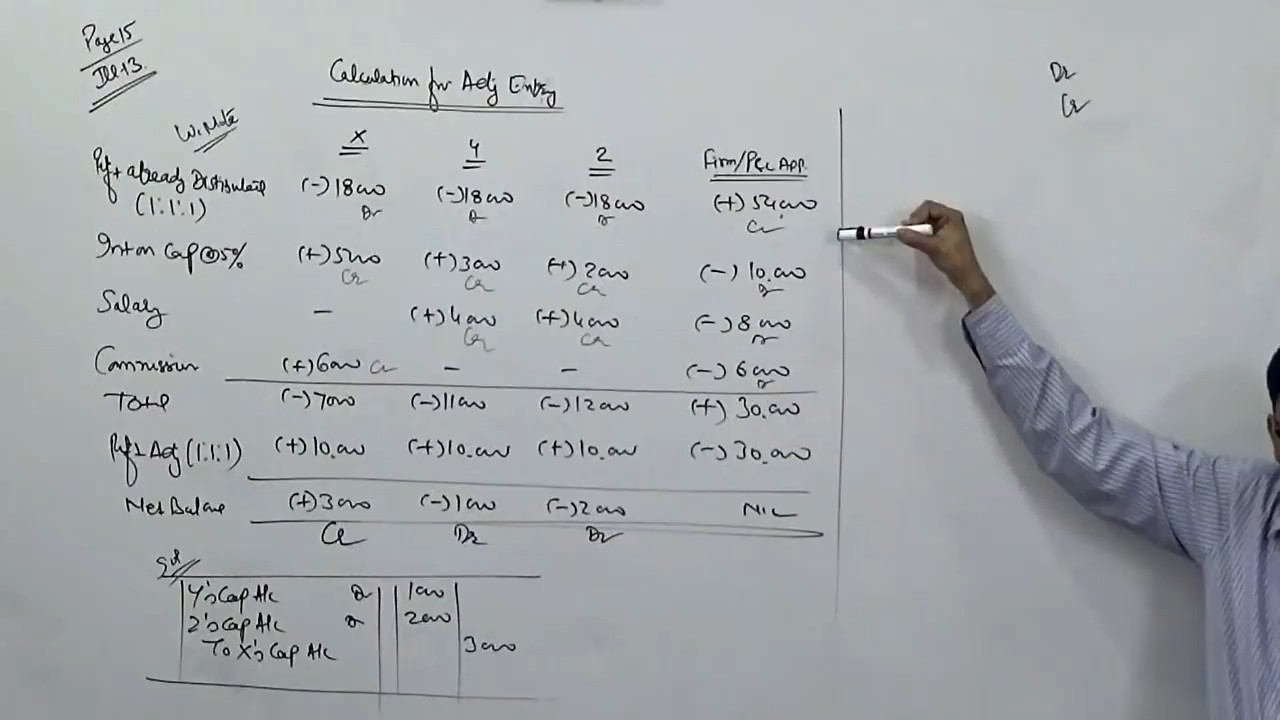 Page 15
Ill 13.
Calculation for Adj Entry
W. Note
X Y Z Firm/P&L APP.
Pft already Distributed (-) 18000 (-) 18000 (-) 18000 (+) 54000
(1:1:1) Dr Dr Dr Cr
Int on Cap @ 5% (+) 5000 (+) 3000 (+) 2000 (-) 10,000
Cr Cr Cr Dr
Salary — (+) 4000 (+) 4000 (-) 8000
Cr Cr Dr
Commission (+) 6000 Cr — — (-) 6000
Dr
Total (-) 7000 (-) 11000 (-) 12000 (+) 30,000
Pft Adj (1:1:1) (+) 10,000 (+) 10,000 (+) 10,000 (-) 30,000
Net Balance (+) 3000 (-) 1000 (-) 2000 NIL
Cr Dr Dr
Y's Cap A/c Dr 1000
Z's Cap A/c Dr 2000
To X's Cap A/c 3000
Dr
Cr